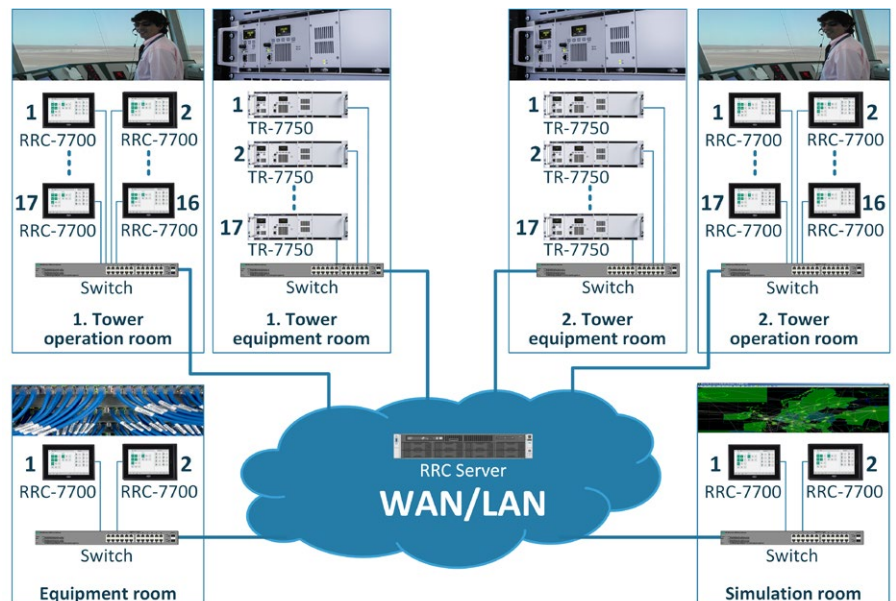 1
2
RRC-7700
RRC-7700
17
16
RRC-7700
RRC-7700
Switch
1. Tower
operation room
1
TR-7750
2
TR-7750
17
TR-7750
Switch
1. Tower
equipment room
1
TR-7750
2
TR-7750
17
TR-7750
Switch
2. Tower
equipment room
1
2
RRC-7700
RRC-7700
17
16
RRC-7700
RRC-7700
Switch
2. Tower
operation room
1
2
RRC-7700
RRC-7700
Switch
Equipment room
RRC Server
WAN/LAN
1
2
RRC-7700
RRC-7700
Switch
Simulation room